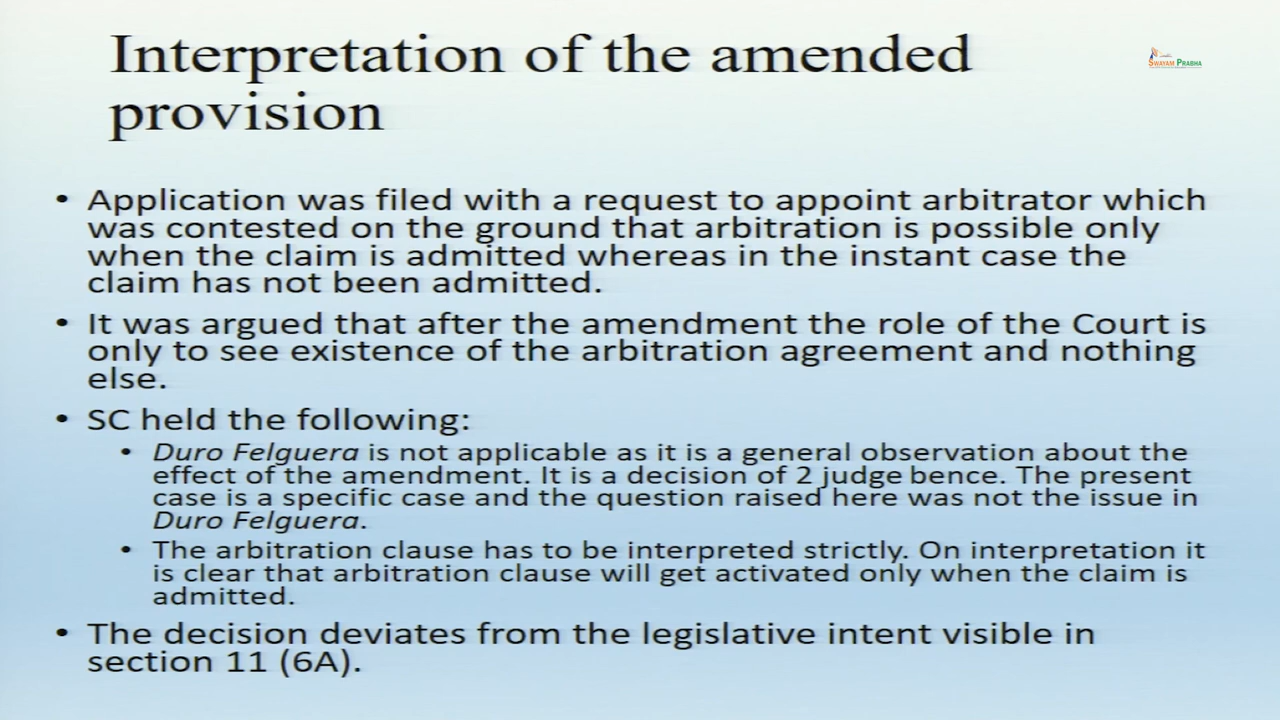 Interpretation of the amended
provision
SWAYAM PRABHA
• Application was filed with a request to appoint arbitrator which
was contested on the ground that arbitration is possible only
when the claim is admitted whereas in the instant case the
claim has not been admitted.
• It was argued that after the amendment the role of the Court is
only to see existence of the arbitration agreement and nothing
else.
• SC held the following:
• Duro Felguera is not applicable as it is a general observation about the
effect of the amendment. It is a decision of 2 judge bence. The present
case is a specific case and the question raised here was not the issue in
Duro Felguera.
• The arbitration clause has to be interpreted strictly. On interpretation it
is clear that arbitration clause will get activated only when the claim is
admitted.
• The decision deviates from the legislative intent visible in
section 11 (6A).